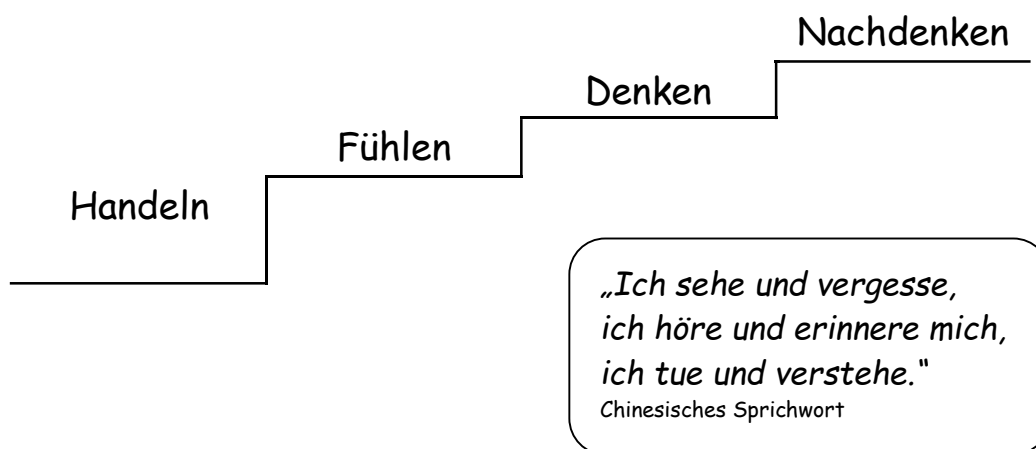 Nachdenken
Denken
Fühlen
Handeln
„Ich sehe und vergesse,
ich höre und erinnere mich,
ich tue und verstehe.“
Chinesisches Sprichwort